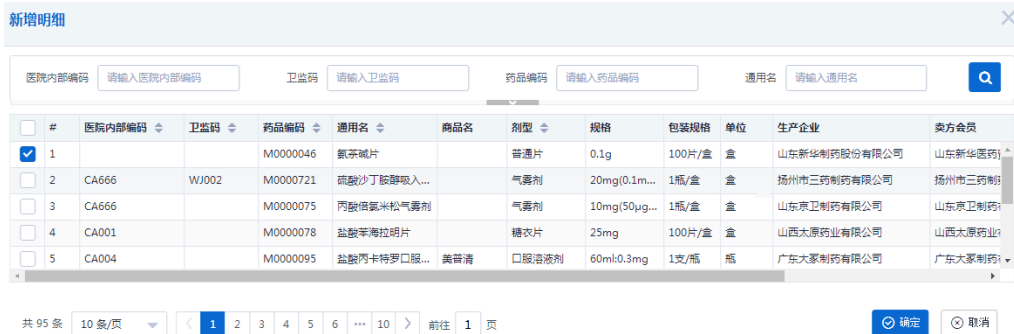 新增明细
医院内部编码 请输入医院内部编码 卫监码 请输入卫监码 药品编码 请输入药品编码 通用名 请输入通用名
# 医院内部编码 卫监码 药品编码 通用名 商品名 剂型 规格 包装规格 单位 生产企业 卖方会员
1 M0000046 氨茶碱片 普通片 0.1g 100片/盒 盒 山东新华制药股份有限公司 山东新华医药
2 CA666 WJ002 M0000721 硫酸沙丁胺醇吸入... 气雾剂 20mg(0.1m... 1瓶/盒 盒 扬州市三药制药有限公司 扬州市三药制
3 CA666 M0000075 丙酸倍氯米松气雾剂 气雾剂 10mg(50μg... 1瓶/盒 盒 山东京卫制药有限公司 山东京卫制药
4 CA001 M0000078 盐酸苯海拉明片 糖衣片 25mg 100片/盒 盒 山西太原药业有限公司 山西太原药业
5 CA004 M0000095 盐酸丙卡特罗口服... 美普清 口服溶液剂 60ml:0.3mg 1支/瓶 瓶 广东大冢制药有限公司 广东大冢制药
共 95 条 10 条/页 1 2 3 4 5 6 ... 10 前往 1 页 确定 取消